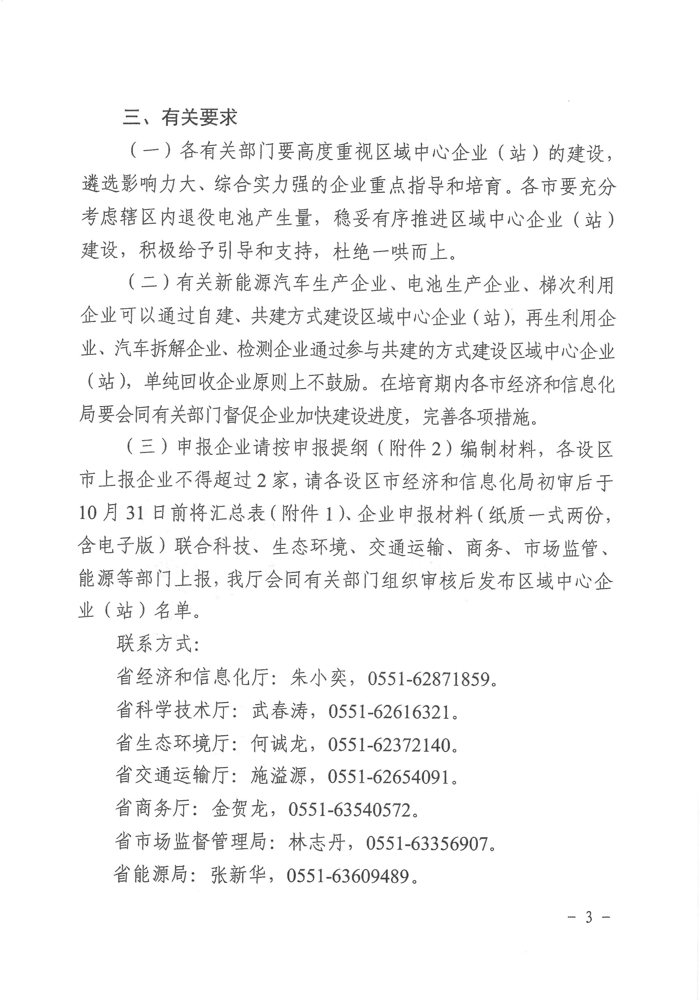 三、有关要求
（一）各有关部门要高度重视区域中心企业（站）的建设，
遴选影响力大、综合实力强的企业重点指导和培育。各市要充分
考虑辖区内退役电池产生量，稳妥有序推进区域中心企业（站）
建设，积极给予引导和支持，杜绝一哄而上。
（二）有关新能源汽车生产企业、电池生产企业、梯次利用
企业可以通过自建、共建方式建设区域中心企业（站），再生利用企
业、汽车拆解企业、检测企业通过参与共建的方式建设区域中心企业
（站），单纯回收企业原则上不鼓励。在培育期内各市经济和信息化
局要会同有关部门督促企业加快建设进度，完善各项措施。
（三）申报企业请按申报提纲（附件2）编制材料，各设区
市上报企业不得超过2家，请各设区市经济和信息化局初审后于
10月31日前将汇总表（附件1）、企业申报材料（纸质一式两份，
含电子版）联合科技、生态环境、交通运输、商务、市场监管、
能源等部门上报，我厅会同有关部门组织审核后发布区域中心企
业（站）名单。
联系方式：
省经济和信息化厅：朱小奕，0551-62871859。
省科学技术厅：武春涛，0551-62616321。
省生态环境厅：何诚龙，0551-62372140。
省交通运输厅：施溢源，0551-62654091。
省商务厅：金贺龙，0551-63540572。
省市场监督管理局：林志丹，0551-63356907。
省能源局：张新华，0551-63609489。
- 3 -